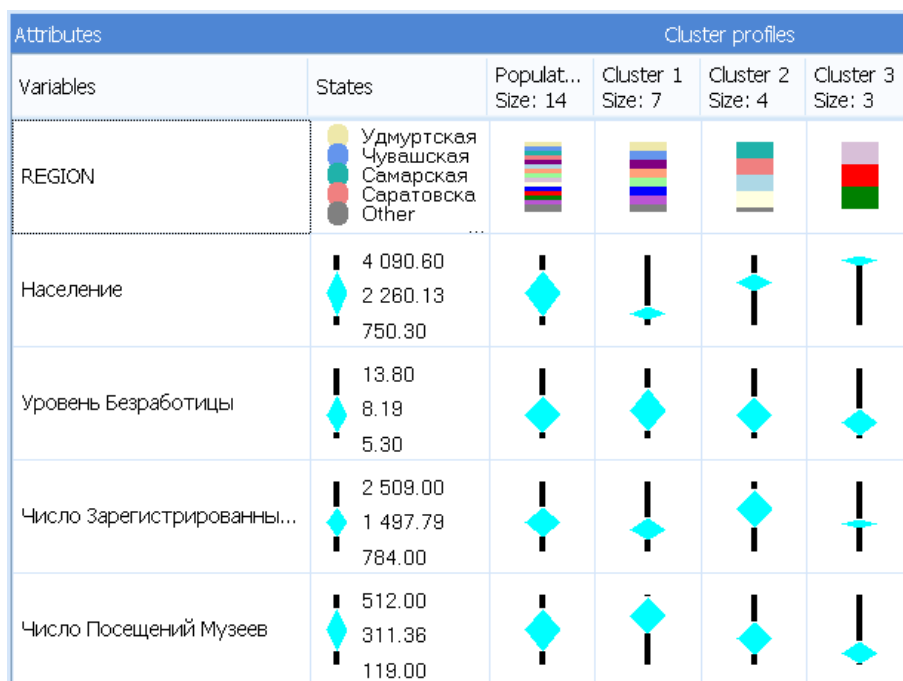 Attributes Cluster profiles
Variables States Populat... Size: 14 Cluster 1 Size: 7 Cluster 2 Size: 4 Cluster 3 Size: 3
REGION
Удмуртская
Чувашская
Самарская
Саратовска
Other
...
Население
4 090.60
2 260.13
750.30
Уровень Безработицы
13.80
8.19
5.30
Число Зарегистрированны...
2 509.00
1 497.79
784.00
Число Посещений Музеев
512.00
311.36
119.00